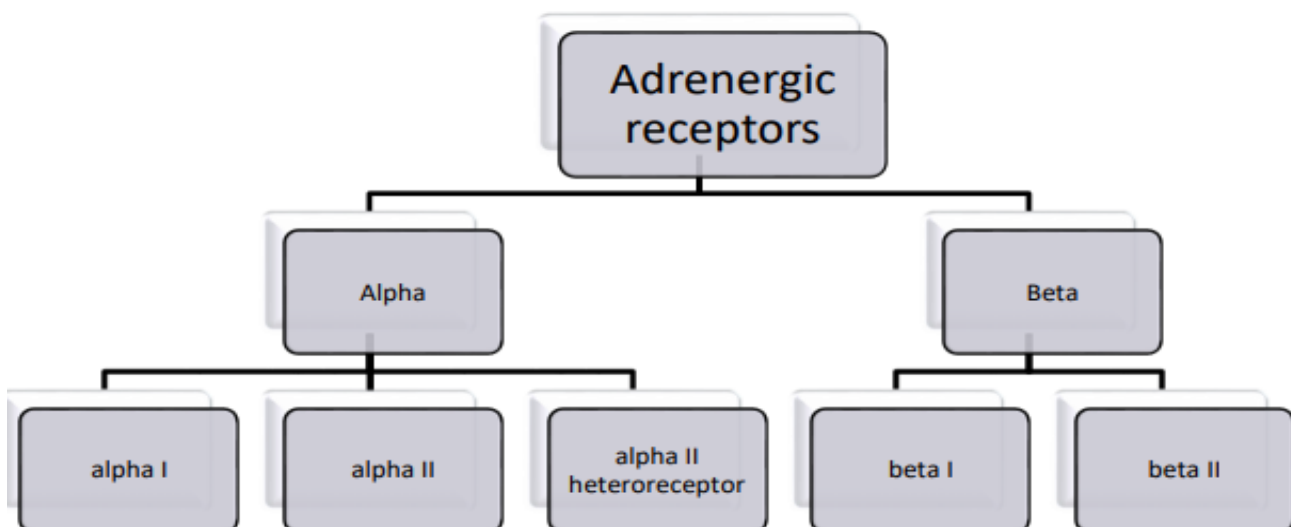 Adrenergic
receptors
Alpha
Beta
alpha I
alpha II
alpha II
heteroreceptor
beta I
beta II